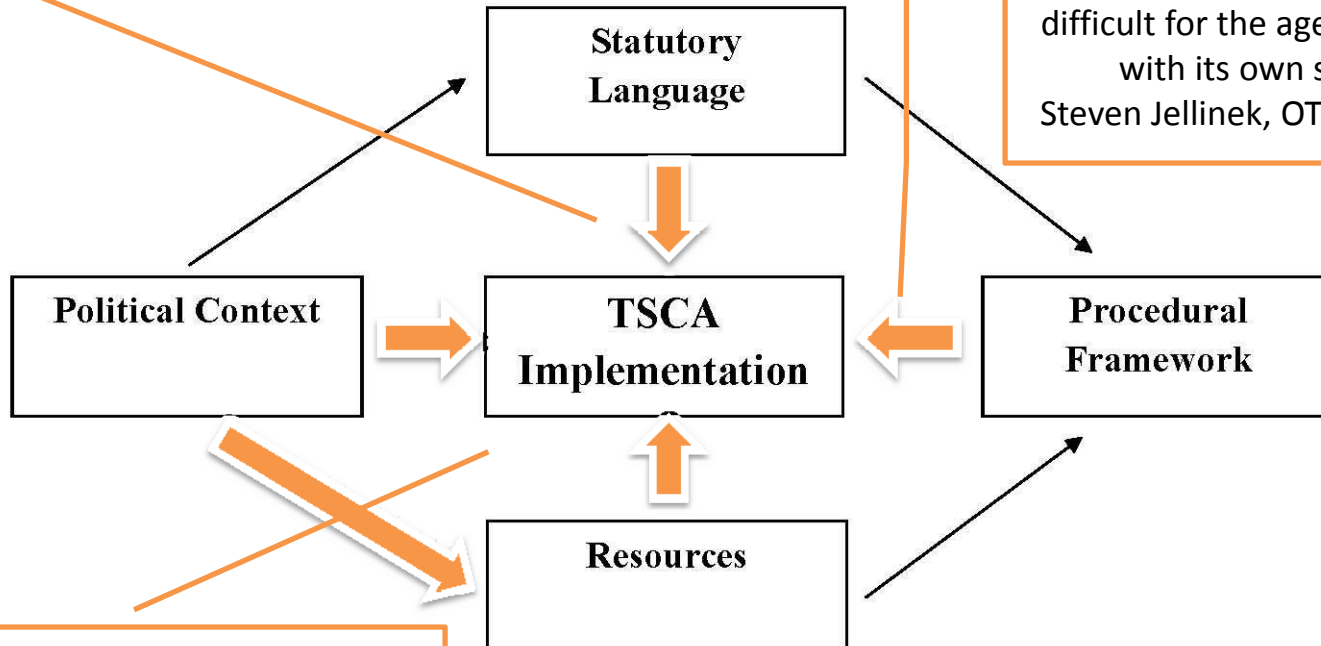 difficult for the age
with its own s
Steven Jellinek, OT
Statutory
Language
Political Context
TSCA
Implementation
Procedural
Framework
Resources